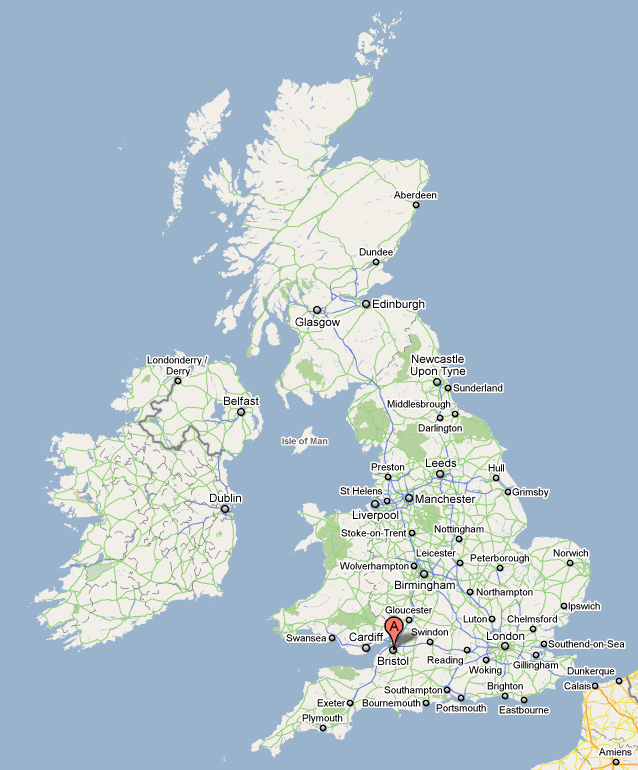 Aberdeen
Dundee
Edinburgh
Glasgow
Londonderry /
Derry
Newcastle
Upon Tyne
Sunderland
Belfast
Middlesbrough
Darlington
Isle of Man
Preston
Leeds
Hull
St Helens
Manchester
Grimsby
Dublin
Liverpool
Stoke-on-Trent
Nottingham
Leicester
Peterborough
Norwich
Wolverhampton
Birmingham
Northampton
Ipswich
Gloucester
Luton
Chelmsford
A
Swansea
Cardiff
Swindon
London
Southend-on-Sea
Bristol
Reading
Woking
Gillingham
Dunkerque
Calais
Southampton
Brighton
Exeter
Bournemouth
Portsmouth
Eastbourne
Plymouth
Amiens